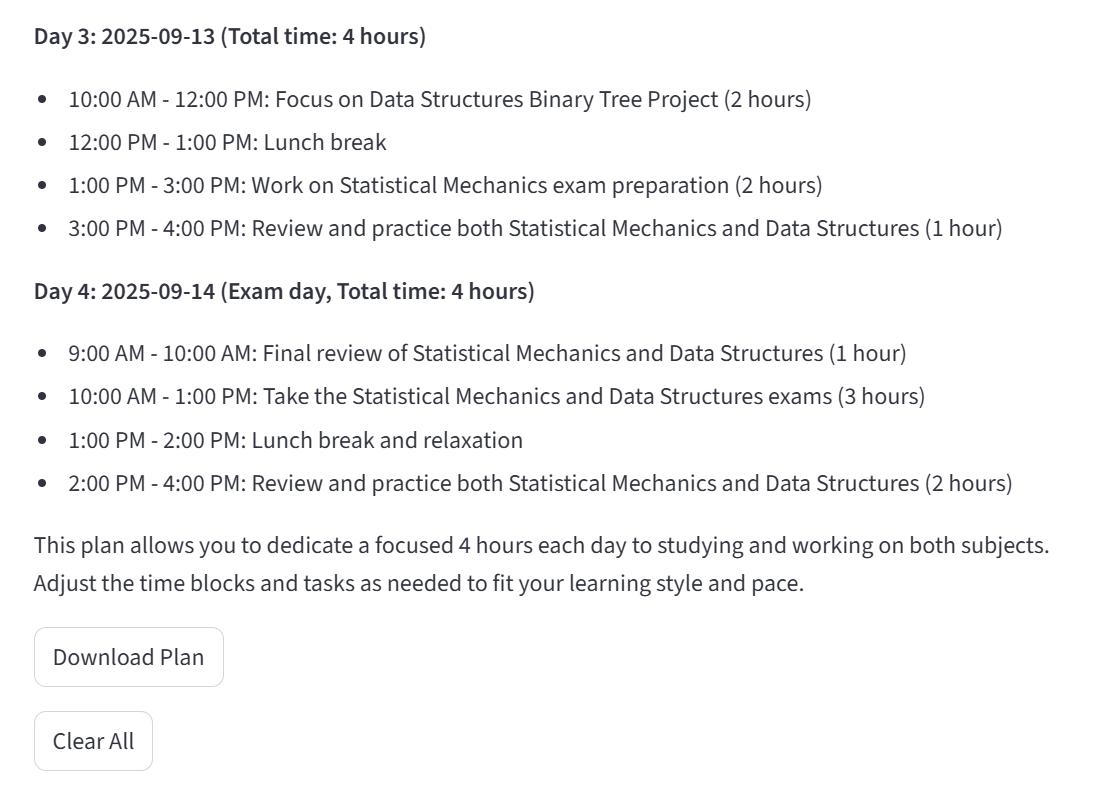 Day 3: 2025-09-13 (Total time: 4 hours)
10:00 AM - 12:00 PM: Focus on Data Structures Binary Tree Project (2 hours)
12:00 PM - 1:00 PM: Lunch break
1:00 PM - 3:00 PM: Work on Statistical Mechanics exam preparation (2 hours)
3:00 PM - 4:00 PM: Review and practice both Statistical Mechanics and Data Structures (1 hour)
Day 4: 2025-09-14 (Exam day, Total time: 4 hours)
9:00 AM - 10:00 AM: Final review of Statistical Mechanics and Data Structures (1 hour)
10:00 AM - 1:00 PM: Take the Statistical Mechanics and Data Structures exams (3 hours)
1:00 PM - 2:00 PM: Lunch break and relaxation
2:00 PM - 4:00 PM: Review and practice both Statistical Mechanics and Data Structures (2 hours)
This plan allows you to dedicate a focused 4 hours each day to studying and working on both subjects.
Adjust the time blocks and tasks as needed to fit your learning style and pace.
Download Plan
Clear All